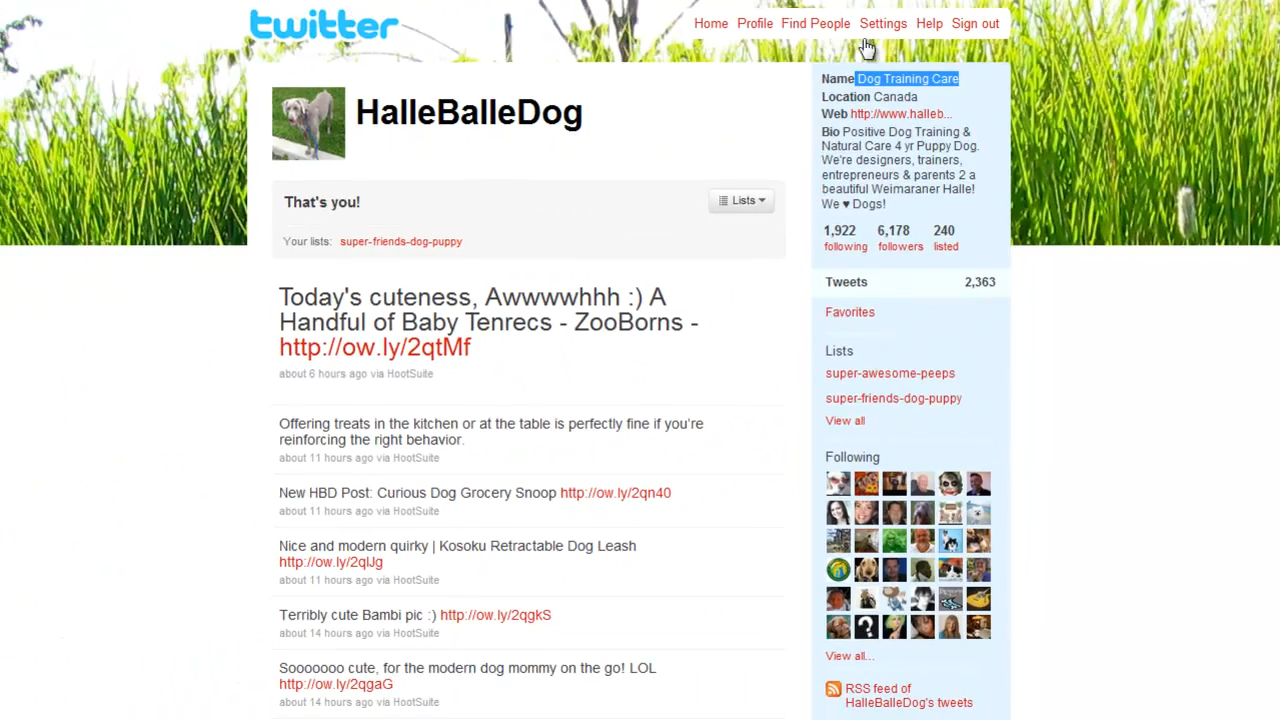 twitter
Home Profile Find People Settings Help Sign out
HalleBalleDog
That's you!
Lists
Your lists: super-friends-dog-puppy
Today's cuteness, Awwwwhhh :) A
Handful of Baby Tenrecs - ZooBorns -
http://ow.ly/2qtMf
about 6 hours ago via HootSuite
Offering treats in the kitchen or at the table is perfectly fine if you're
reinforcing the right behavior.
about 11 hours ago via HootSuite
New HBD Post: Curious Dog Grocery Snoop http://ow.ly/2qn40
about 11 hours ago via HootSuite
Nice and modern quirky | Kosoku Retractable Dog Leash
http://ow.ly/2qlJg
about 11 hours ago via HootSuite
Terribly cute Bambi pic :) http://ow.ly/2qgkS
about 14 hours ago via HootSuite
Sooooooo cute, for the modern dog mommy on the go! LOL
http://ow.ly/2qgaG
about 14 hours ago via HootSuite
Name Dog Training Care
Location Canada
Web http://www.halleb...
Bio Positive Dog Training &
Natural Care 4 yr Puppy Dog.
We're designers, trainers,
entrepreneurs & parents 2 a
beautiful Weimaraner Halle!
We ♥ Dogs!
1,922 6,178 240
following followers listed
Tweets 2,363
Favorites
Lists
super-awesome-peeps
super-friends-dog-puppy
View all
Following
View all...
RSS feed of
HalleBalleDog's tweets